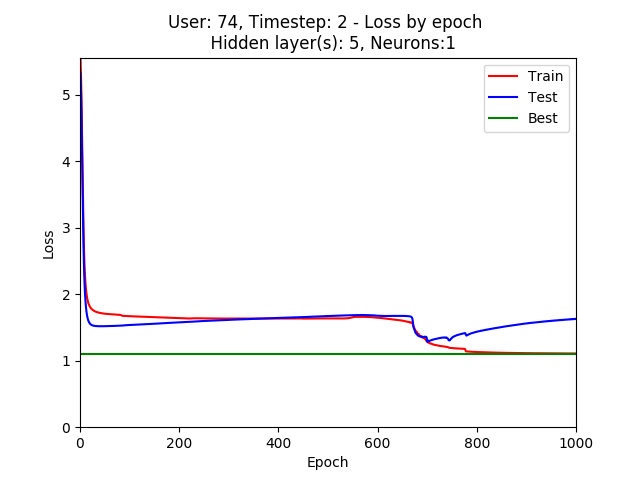 User: 74, Timestep: 2 - Loss by epoch
Hidden layer(s): 5, Neurons:1
Train
Test
Best
5
4
3
2
1
0
Loss
0 200 400 600 800 1000
Epoch